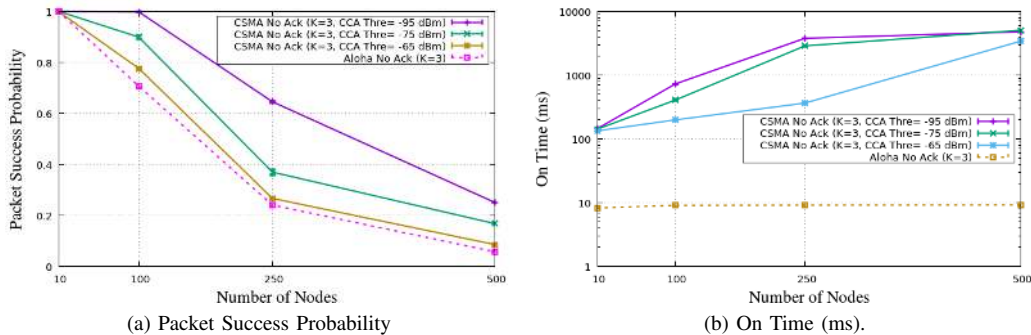 Packet Success Probability
1
0.8
0.6
0.4
0.2
0
CSMA No Ack (K=3, CCA Thre= -95 dBm)
CSMA No Ack (K=3, CCA Thre= -75 dBm)
CSMA No Ack (K=3, CCA Thre= -65 dBm)
Aloha No Ack (K=3)
10
100
250
500
Number of Nodes
(a) Packet Success Probability
On Time (ms)
10000
1000
100
10
1
CSMA No Ack (K=3, CCA Thre= -95 dBm)
CSMA No Ack (K=3, CCA Thre= -75 dBm)
CSMA No Ack (K=3, CCA Thre= -65 dBm)
Aloha No Ack (K=3)
10
100
250
500
Number of Nodes
(b) On Time (ms).